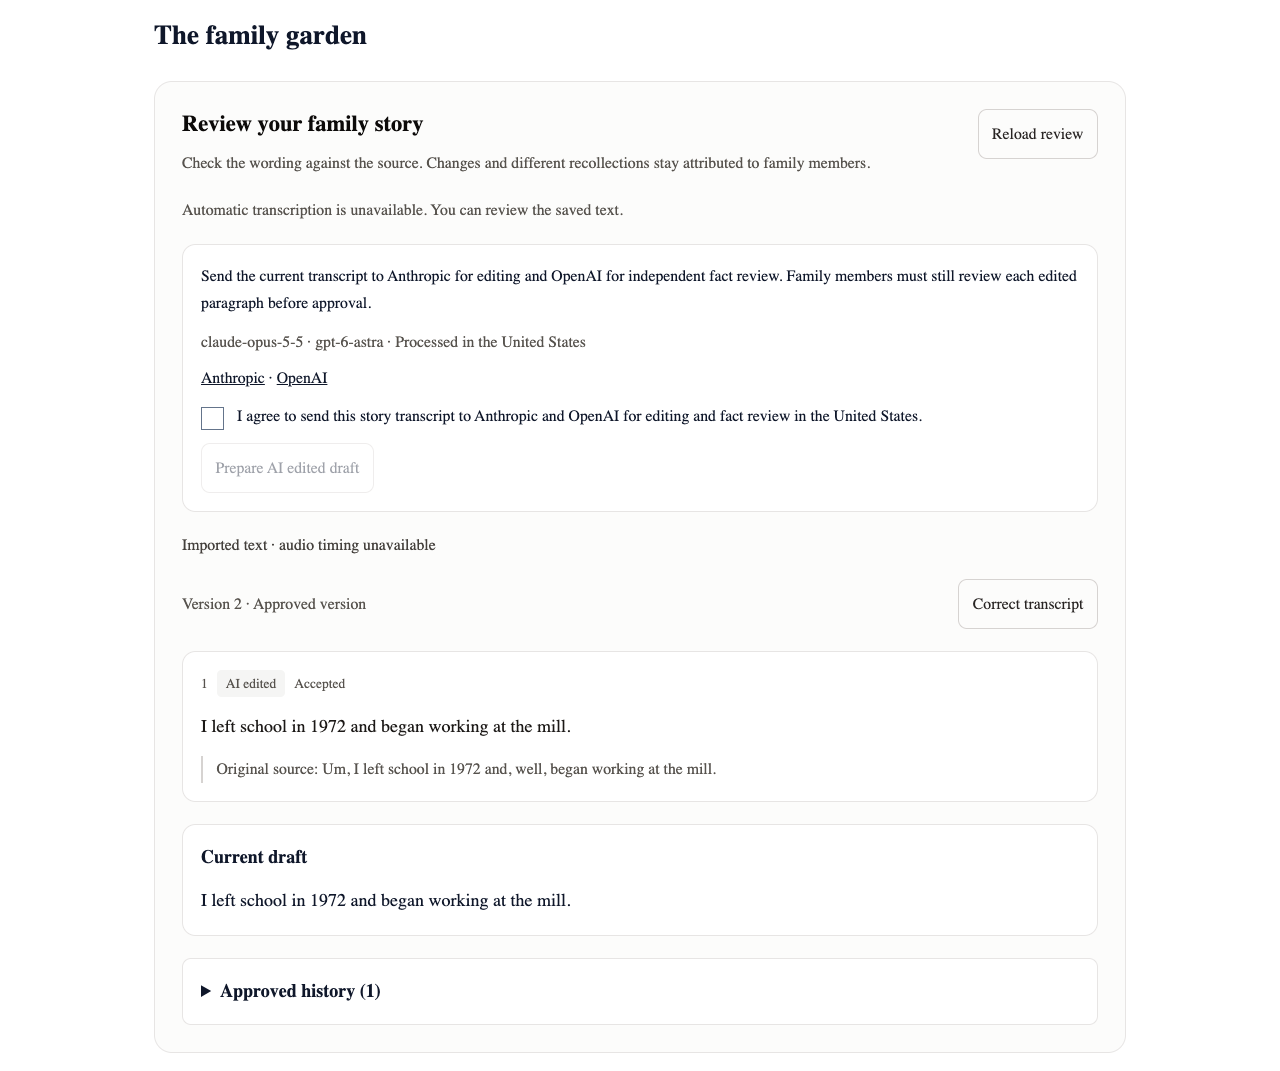 The family garden
Review your family story
Reload review
Check the wording against the source. Changes and different recollections stay attributed to family members.
Automatic transcription is unavailable. You can review the saved text.
Send the current transcript to Anthropic for editing and OpenAI for independent fact review. Family members must still review each edited
paragraph before approval.
claude-opus-5-5 · gpt-6-astra · Processed in the United States
Anthropic · OpenAI
I agree to send this story transcript to Anthropic and OpenAI for editing and fact review in the United States.
Prepare AI edited draft
Imported text · audio timing unavailable
Version 2 · Approved version
Correct transcript
1 AI edited Accepted
I left school in 1972 and began working at the mill.
Original source: Um, I left school in 1972 and, well, began working at the mill.
Current draft
I left school in 1972 and began working at the mill.
Approved history (1)